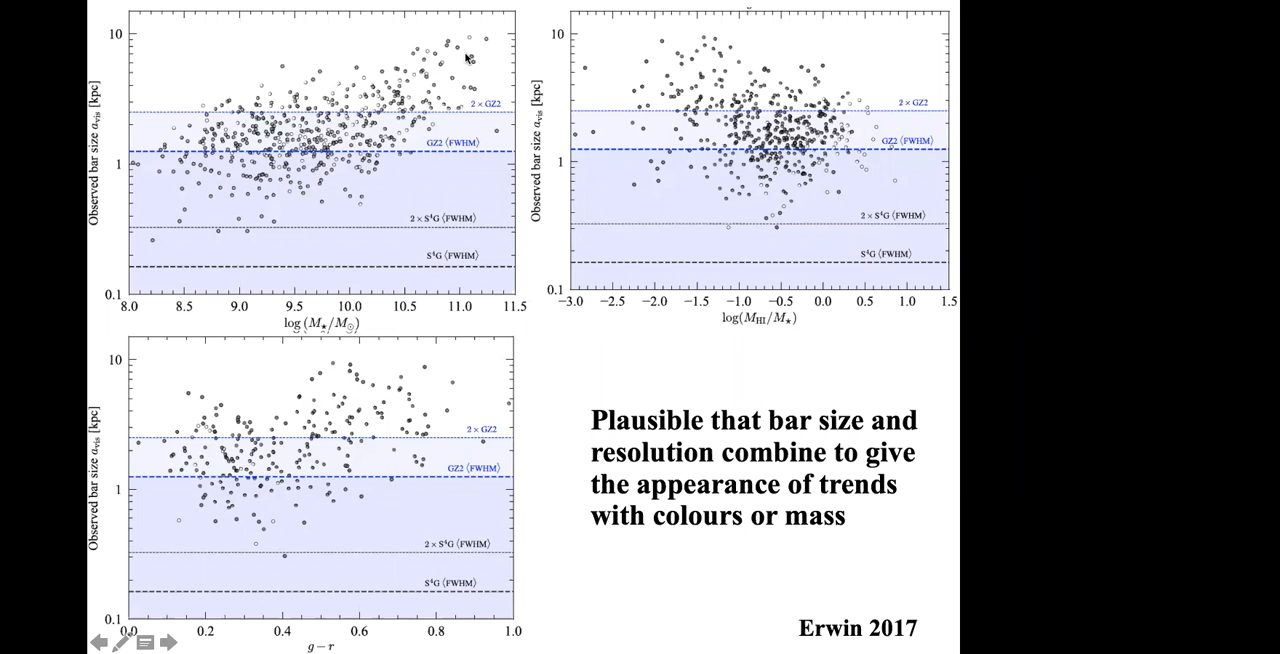 10
1
0.1
Observed bar size a_vis [kpc]
2 × GZ2
GZ2 ⟨FWHM⟩
2 × S⁴G ⟨FWHM⟩
S⁴G ⟨FWHM⟩
8.0 8.5 9.0 9.5 10.0 10.5 11.0 11.5
log (M⋆/M☉)
10
1
0.1
Observed bar size a_vis [kpc]
2 × GZ2
GZ2 ⟨FWHM⟩
2 × S⁴G ⟨FWHM⟩
S⁴G ⟨FWHM⟩
−3.0 −2.5 −2.0 −1.5 −1.0 −0.5 0.0 0.5 1.0 1.5
log(M_HI/M⋆)
10
1
0.1
Observed bar size a_vis [kpc]
2 × GZ2
GZ2 ⟨FWHM⟩
2 × S⁴G ⟨FWHM⟩
S⁴G ⟨FWHM⟩
0.0 0.2 0.4 0.6 0.8 1.0
g − r
Plausible that bar size and
resolution combine to give
the appearance of trends
with colours or mass
Erwin 2017